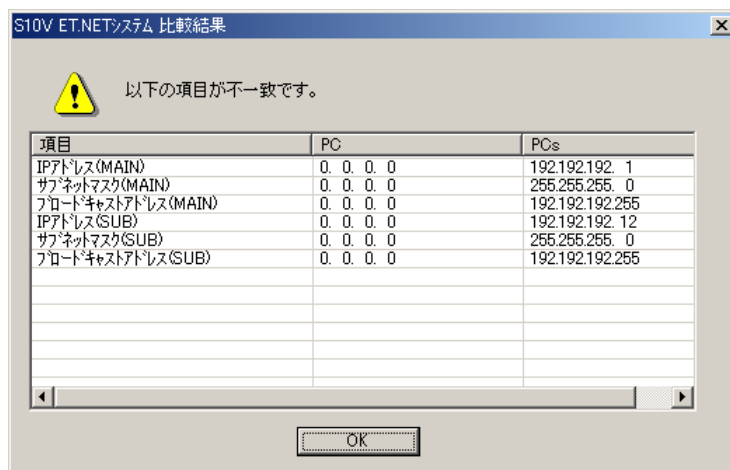 S10V ET.NETシステム 比較結果
以下の項目が不一致です。
項目 PC PCs
IPアドレス(MAIN) 0. 0. 0. 0 192.192.192. 1
サブネットマスク(MAIN) 0. 0. 0. 0 255.255.255. 0
ブロードキャストアドレス(MAIN) 0. 0. 0. 0 192.192.192.255
IPアドレス(SUB) 0. 0. 0. 0 192.192.192. 12
サブネットマスク(SUB) 0. 0. 0. 0 255.255.255. 0
ブロードキャストアドレス(SUB) 0. 0. 0. 0 192.192.192.255
OK